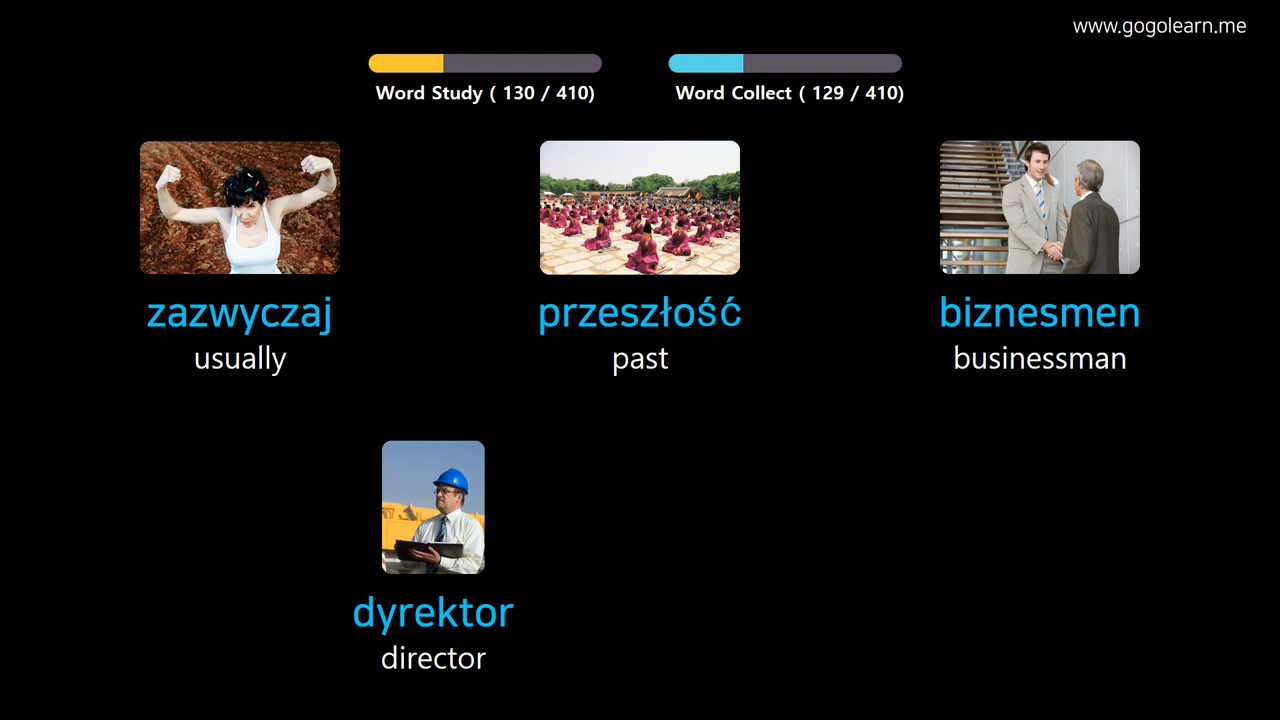 www.gogolearn.me
Word Study ( 130 / 410)
Word Collect ( 129 / 410)
zazwyczaj
usually
przeszłość
past
biznesmen
businessman
dyrektor
director